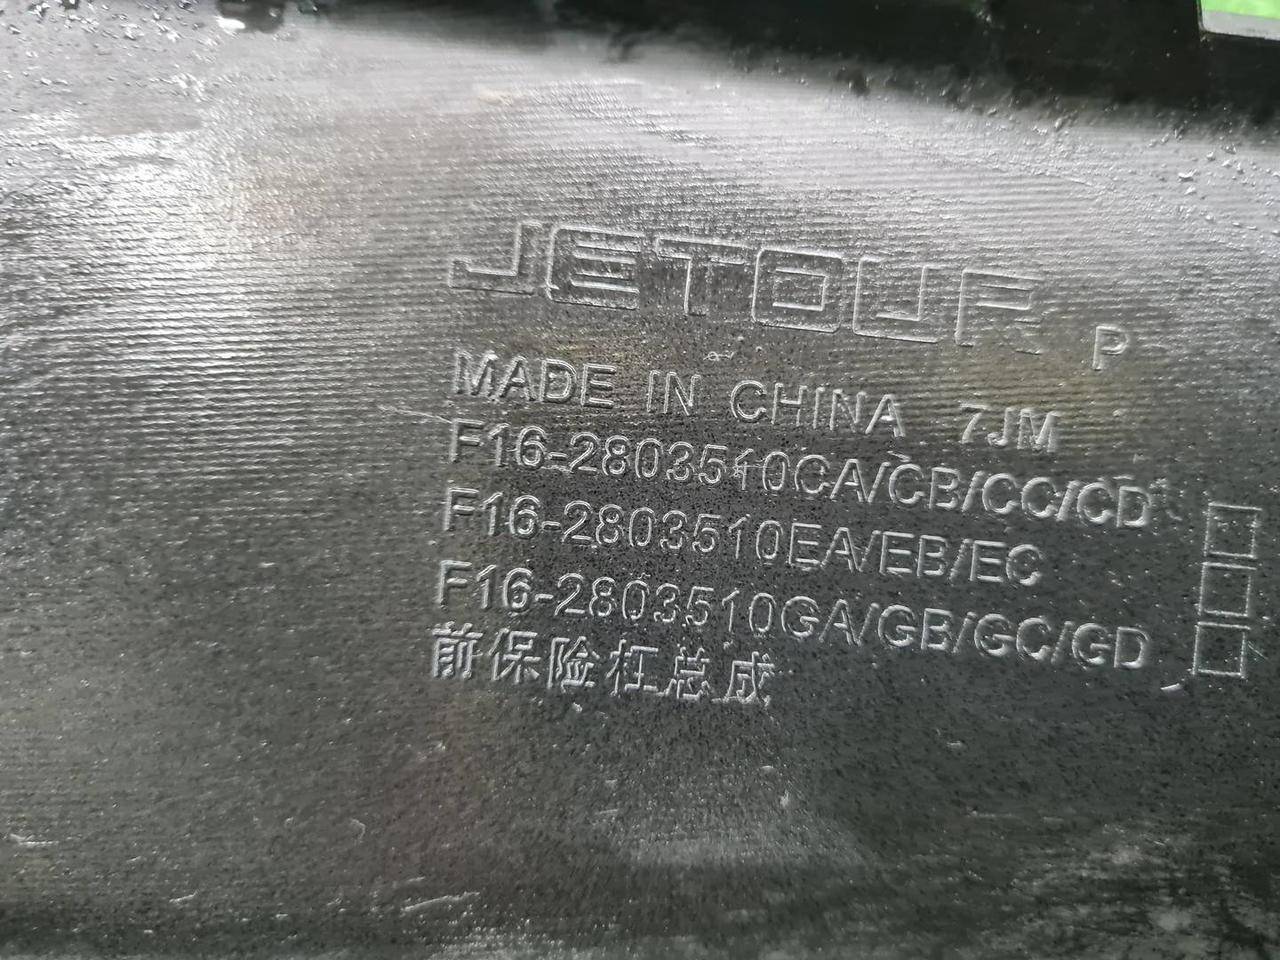 JETOUR P
MADE IN CHINA 7JM
F16-2803510CA/CB/CC/CD
F16-2803510EA/EB/EC
F16-2803510GA/GB/GC/GD
前保险杠总成